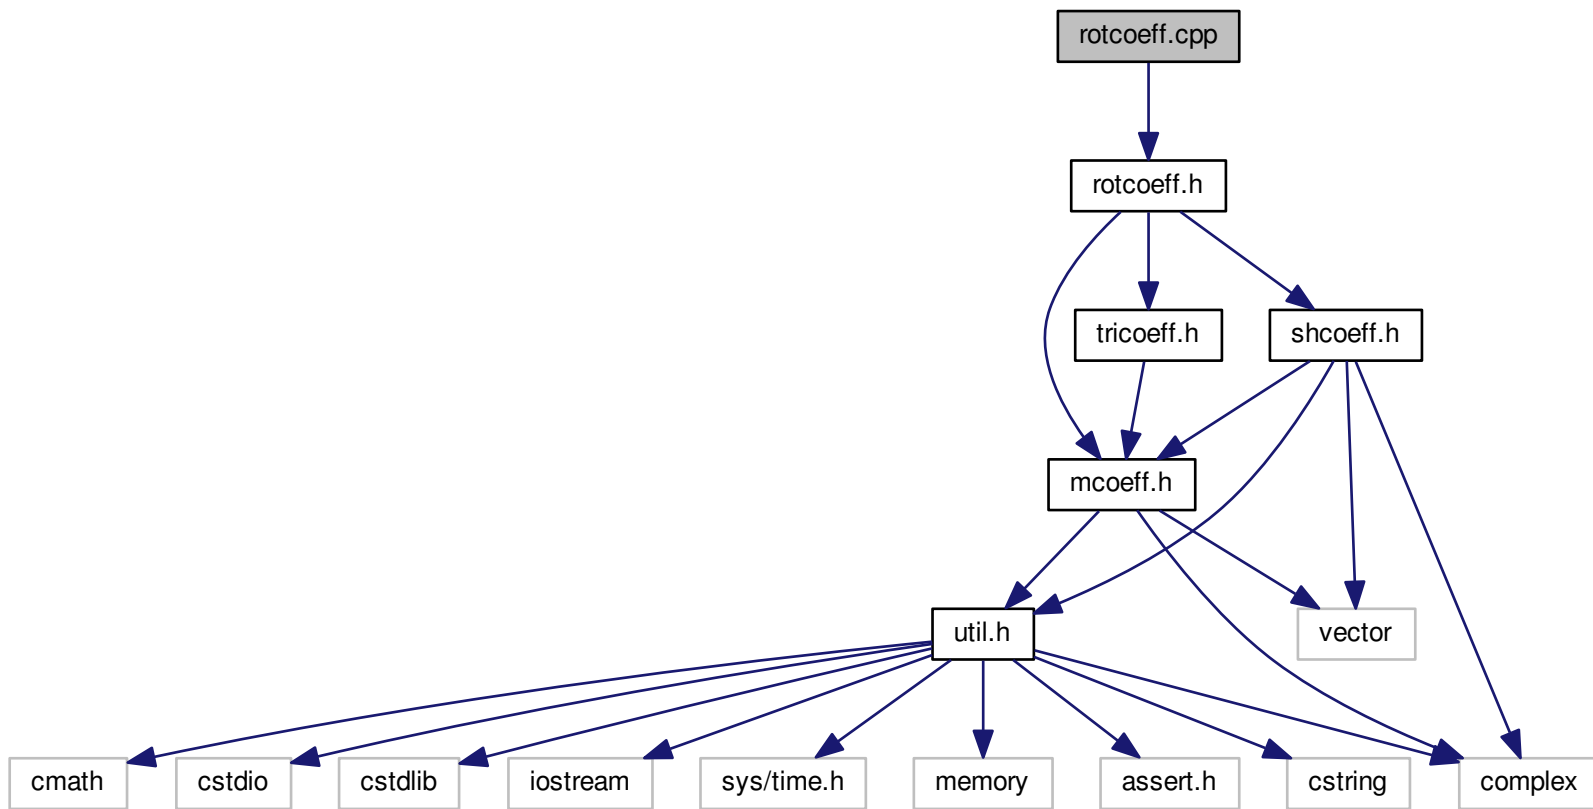 rotcoeff.cpp
rotcoeff.h
tricoeff.h
shcoeff.h
mcoeff.h
util.h
vector
cmath
cstdio
cstdlib
iostream
sys/time.h
memory
assert.h
cstring
complex